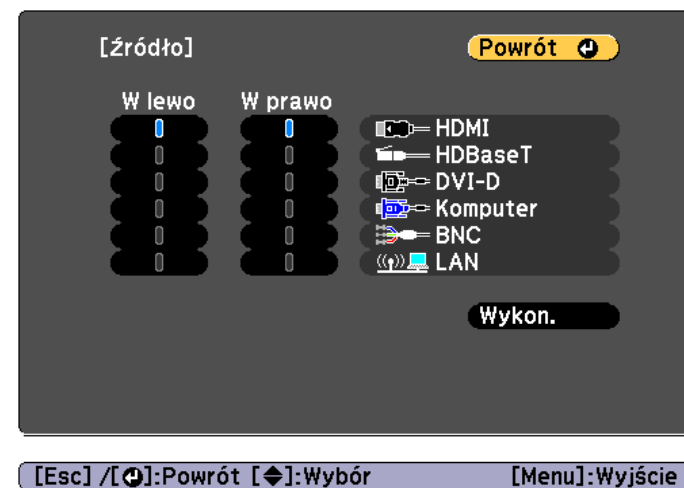 [Źródło]
Powrót
W lewo W prawo
HDMI
HDBaseT
DVI-D
Komputer
BNC
LAN
Wykon.
[Esc] /[]:Powrót []:Wybór [Menu]:Wyjście